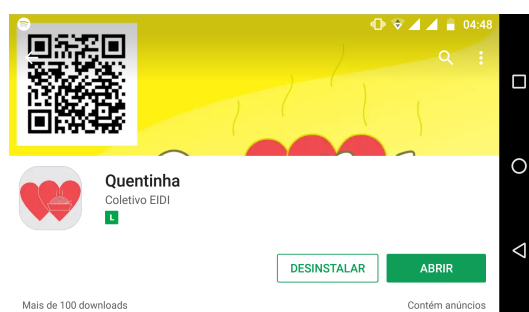 04:48
Quentinha
Coletivo EIDI
L
DESINSTALAR ABRIR
Mais de 100 downloads Contém anúncios